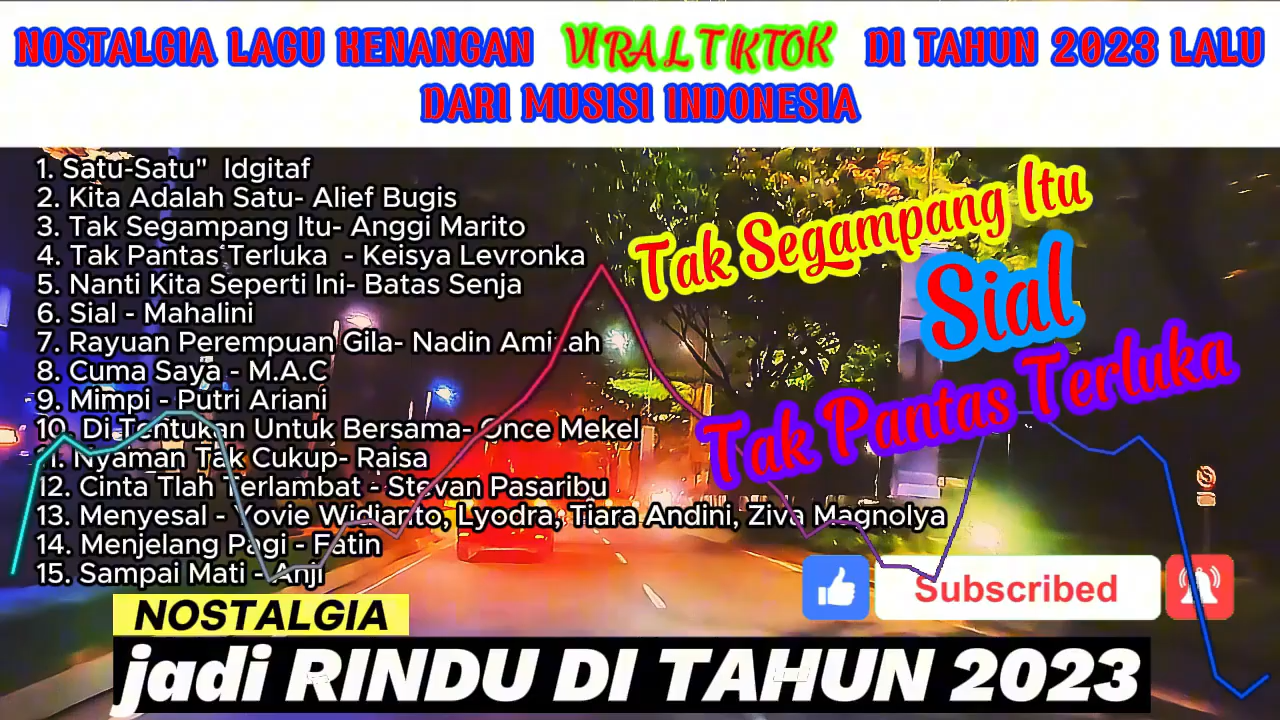 NOSTALGIA LAGU KENANGAN VIRAL TIKTOK DI TAHUN 2023 LALU
DARI MUSISI INDONESIA
1. Satu-Satu" Idgitaf
2. Kita Adalah Satu- Alief Bugis
3. Tak Segampang Itu- Anggi Marito
4. Tak Pantas Terluka - Keisya Levronka
5. Nanti Kita Seperti Ini- Batas Senja
6. Sial - Mahalini
7. Rayuan Perempuan Gila- Nadin Amizah
8. Cuma Saya - M.A.C
9. Mimpi - Putri Ariani
10. Di Tentukan Untuk Bersama- Once Mekel
11. Nyaman Tak Cukup- Raisa
12. Cinta Tlah Terlambat - Stevan Pasaribu
13. Menyesal - Yovie Widianto, Lyodra, Tiara Andini, Ziva Magnolya
14. Menjelang Pagi - Fatin
15. Sampai Mati - Anji
Tak Segampang Itu
Sial
Tak Pantas Terluka
Subscribed
NOSTALGIA
jadi RINDU DI TAHUN 2023